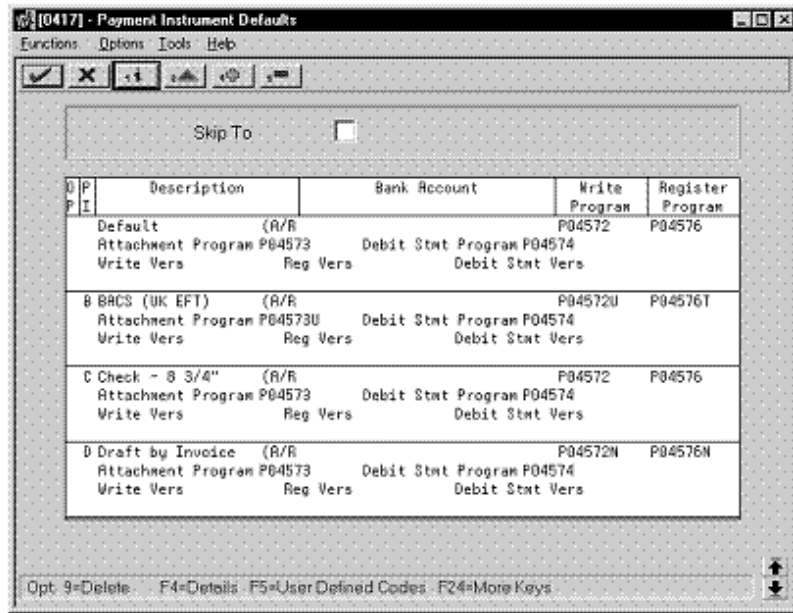 [0417] - Payment Instrument Defaults
Functions Options Tools Help
Skip To
O P Description Bank Account Write Register
P I Program Program
Default (A/R P04572 P04576
Attachment Program P04573 Debit Stmt Program P04574
Write Vers Reg Vers Debit Stmt Vers
B BACS (UK EFT) (A/R P04572U P04576T
Attachment Program P04573U Debit Stmt Program P04574
Write Vers Reg Vers Debit Stmt Vers
C Check - 8 3/4" (A/R P04572 P04576
Attachment Program P04573 Debit Stmt Program P04574
Write Vers Reg Vers Debit Stmt Vers
D Draft by Invoice (A/R P04572N P04576N
Attachment Program P04573 Debit Stmt Program P04574
Write Vers Reg Vers Debit Stmt Vers
Opt: 9=Delete F4=Details F5=User Defined Codes F24=More Keys